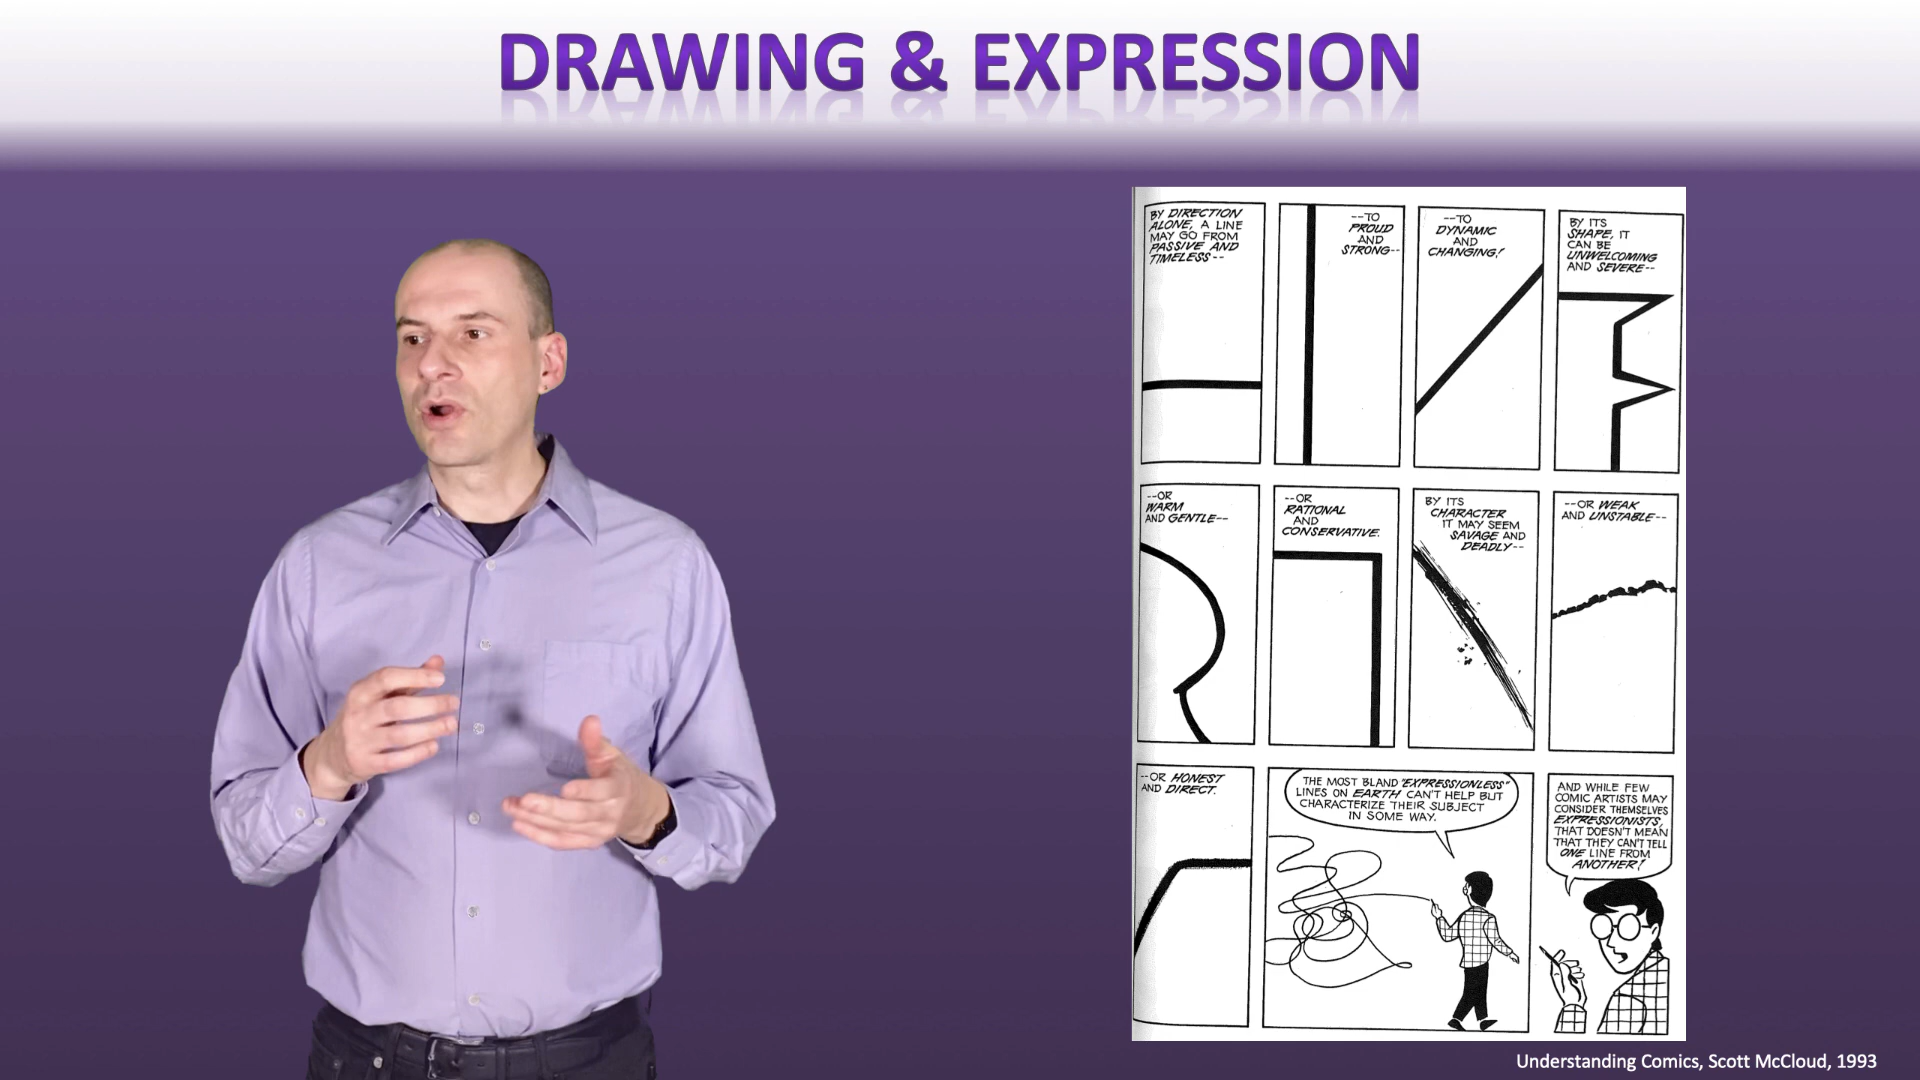 DRAWING & EXPRESSION
BY DIRECTION
ALONE, A LINE
MAY GO FROM
PASSIVE AND
TIMELESS--
--TO
PROUD
AND
STRONG--
--TO
DYNAMIC
AND
CHANGING!
BY ITS
SHAPE, IT
CAN BE
UNWELCOMING
AND SEVERE--
--OR
WARM
AND GENTLE--
--OR
RATIONAL
AND
CONSERVATIVE.
BY ITS
CHARACTER
IT MAY SEEM
SAVAGE AND
DEADLY--
--OR WEAK
AND UNSTABLE--
--OR HONEST
AND DIRECT.
THE MOST BLAND "EXPRESSIONLESS"
LINES ON EARTH CAN'T HELP BUT
CHARACTERIZE THEIR SUBJECT
IN SOME WAY.
AND WHILE FEW
COMIC ARTISTS MAY
CONSIDER THEMSELVES
EXPRESSIONISTS,
THAT DOESN'T MEAN
THAT THEY CAN'T TELL
ONE LINE FROM
ANOTHER!
Understanding Comics, Scott McCloud, 1993